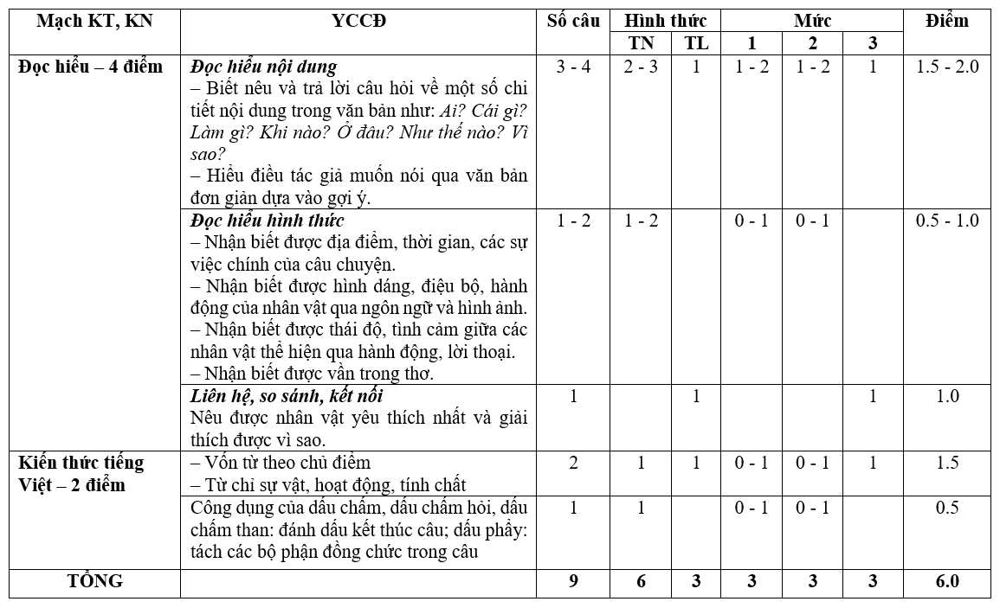 Mạch KT, KN YCCĐ Số câu Hình thức Mức Điểm
TN TL 1 2 3
Đọc hiểu – 4 điểm Đọc hiểu nội dung 3 - 4 2 - 3 1 1 - 2 1 - 2 1 1.5 - 2.0
– Biết nêu và trả lời câu hỏi về một số chi
tiết nội dung trong văn bản như: Ai? Cái gì?
Làm gì? Khi nào? Ở đâu? Như thế nào? Vì
sao?
– Hiểu điều tác giả muốn nói qua văn bản
đơn giản dựa vào gợi ý.
Đọc hiểu hình thức 1 - 2 1 - 2 0 - 1 0 - 1 0.5 - 1.0
– Nhận biết được địa điểm, thời gian, các sự
việc chính của câu chuyện.
– Nhận biết được hình dáng, điệu bộ, hành
động của nhân vật qua ngôn ngữ và hình ảnh.
– Nhận biết được thái độ, tình cảm giữa các
nhân vật thể hiện qua hành động, lời thoại.
– Nhận biết được vần trong thơ.
Liên hệ, so sánh, kết nối 1 1 1 1.0
Nêu được nhân vật yêu thích nhất và giải
thích được vì sao.
Kiến thức tiếng – Vốn từ theo chủ điểm 2 1 1 0 - 1 0 - 1 1 1.5
Việt – 2 điểm – Từ chỉ sự vật, hoạt động, tính chất
Công dụng của dấu chấm, dấu chấm hỏi, dấu 1 1 0 - 1 0 - 1 0.5
chấm than: đánh dấu kết thúc câu; dấu phẩy:
tách các bộ phận đồng chức trong câu
TỔNG 9 6 3 3 3 3 6.0